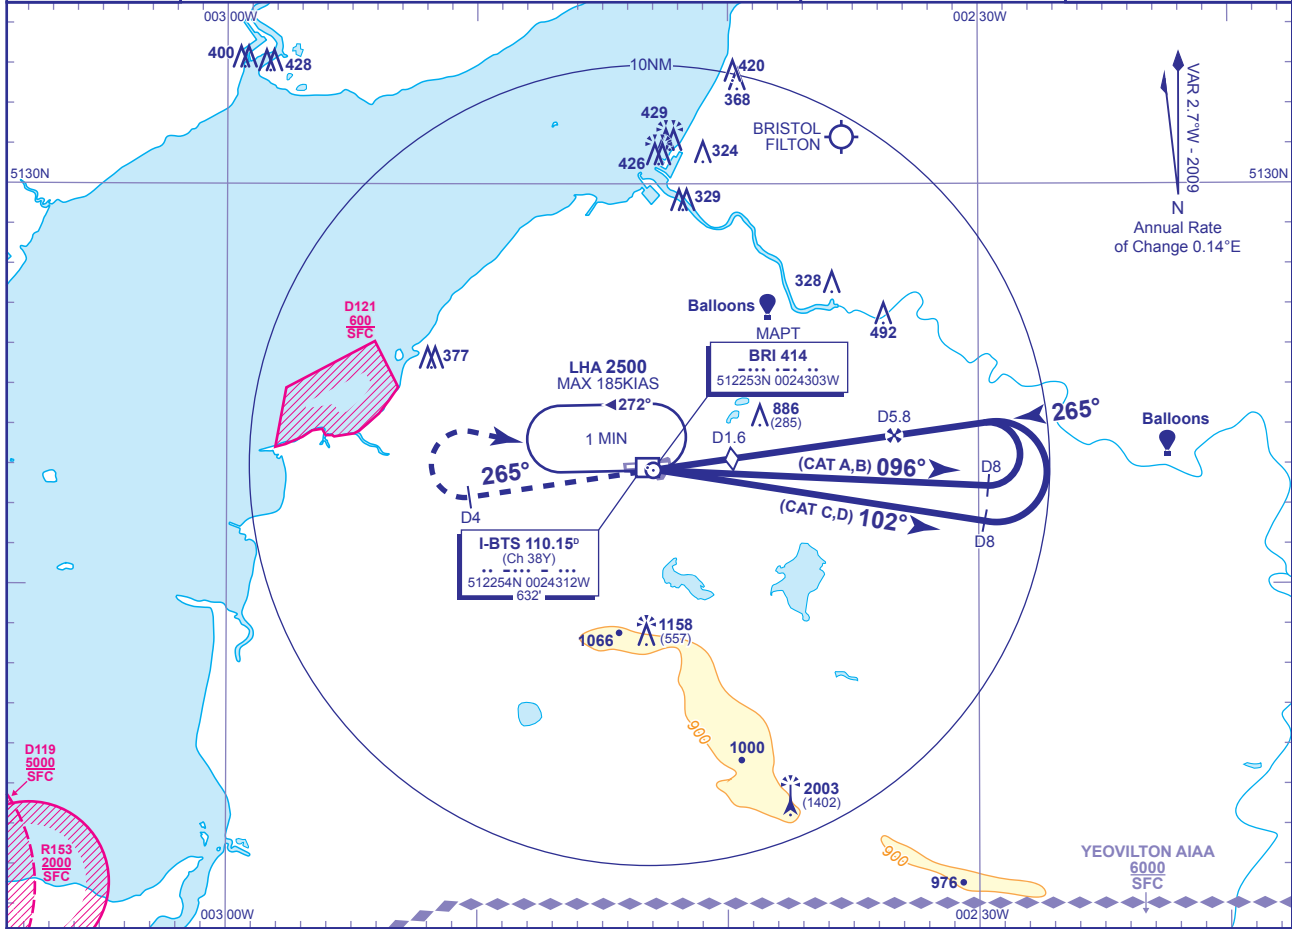 003 00W
002 30W
400
428
10NM
420
368
429
426
324
BRISTOL
FILTON
VAR 2.7°W - 2009
5130N
5130N
329
N
Annual Rate
of Change 0.14°E
328
Balloons
492
D121
600
SFC
MAPT
BRI 414
-··· ·-· ··
512253N 0024303W
377
LHA 2500
MAX 185KIAS
272°
1 MIN
886
(285)
D5.8
265°
D1.6
Balloons
265°
(CAT A,B) 096°
D8
D4
(CAT C,D) 102°
D8
I-BTS 110.15ᴰ
(Ch 38Y)
·· -··· - ···
512254N 0024312W
632'
1066
1158
(557)
900
1000
2003
(1402)
D119
5000
SFC
R153
2000
SFC
900
976
YEOVILTON AIAA
6000
SFC
003 00W
002 30W